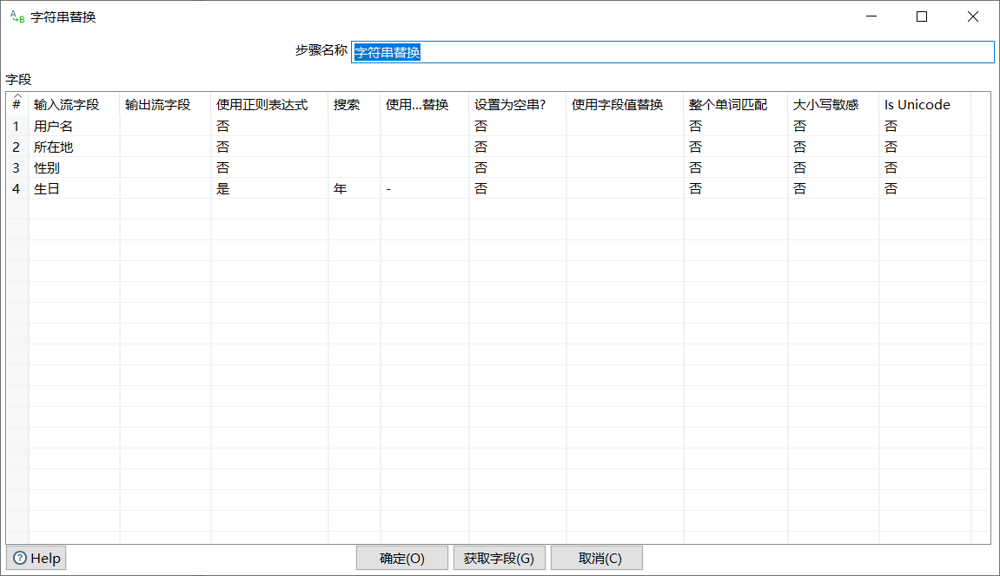 字符串替换
步骤名称 字符串替换
字段
# 输入流字段 输出流字段 使用正则表达式 搜索 使用...替换 设置为空串? 使用字段值替换 整个单词匹配 大小写敏感 Is Unicode
1 用户名 否 否 否 否 否
2 所在地 否 否 否 否 否
3 性别 否 否 否 否 否
4 生日 是 年 - 否 否 否 否
Help 确定(O) 获取字段(G) 取消(C)